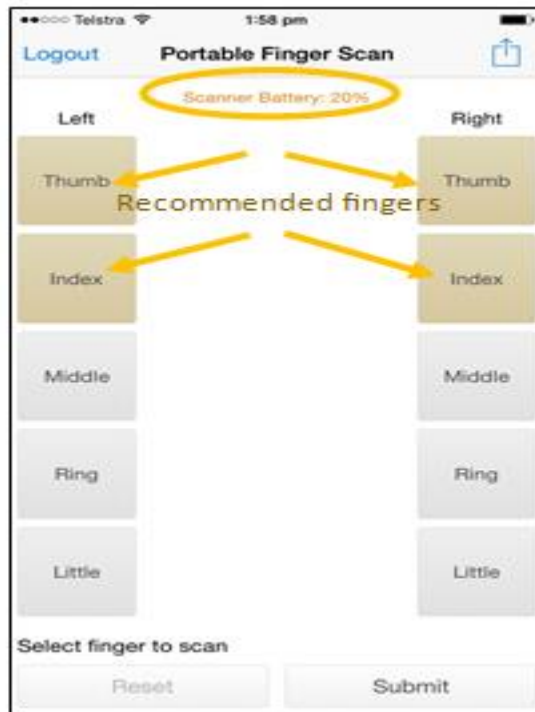 Telstra 1:58 pm
Logout Portable Finger Scan
Scanner Battery: 20%
Left Right
Thumb Thumb
Recommended fingers
Index Index
Middle Middle
Ring Ring
Little Little
Select finger to scan
Reset Submit